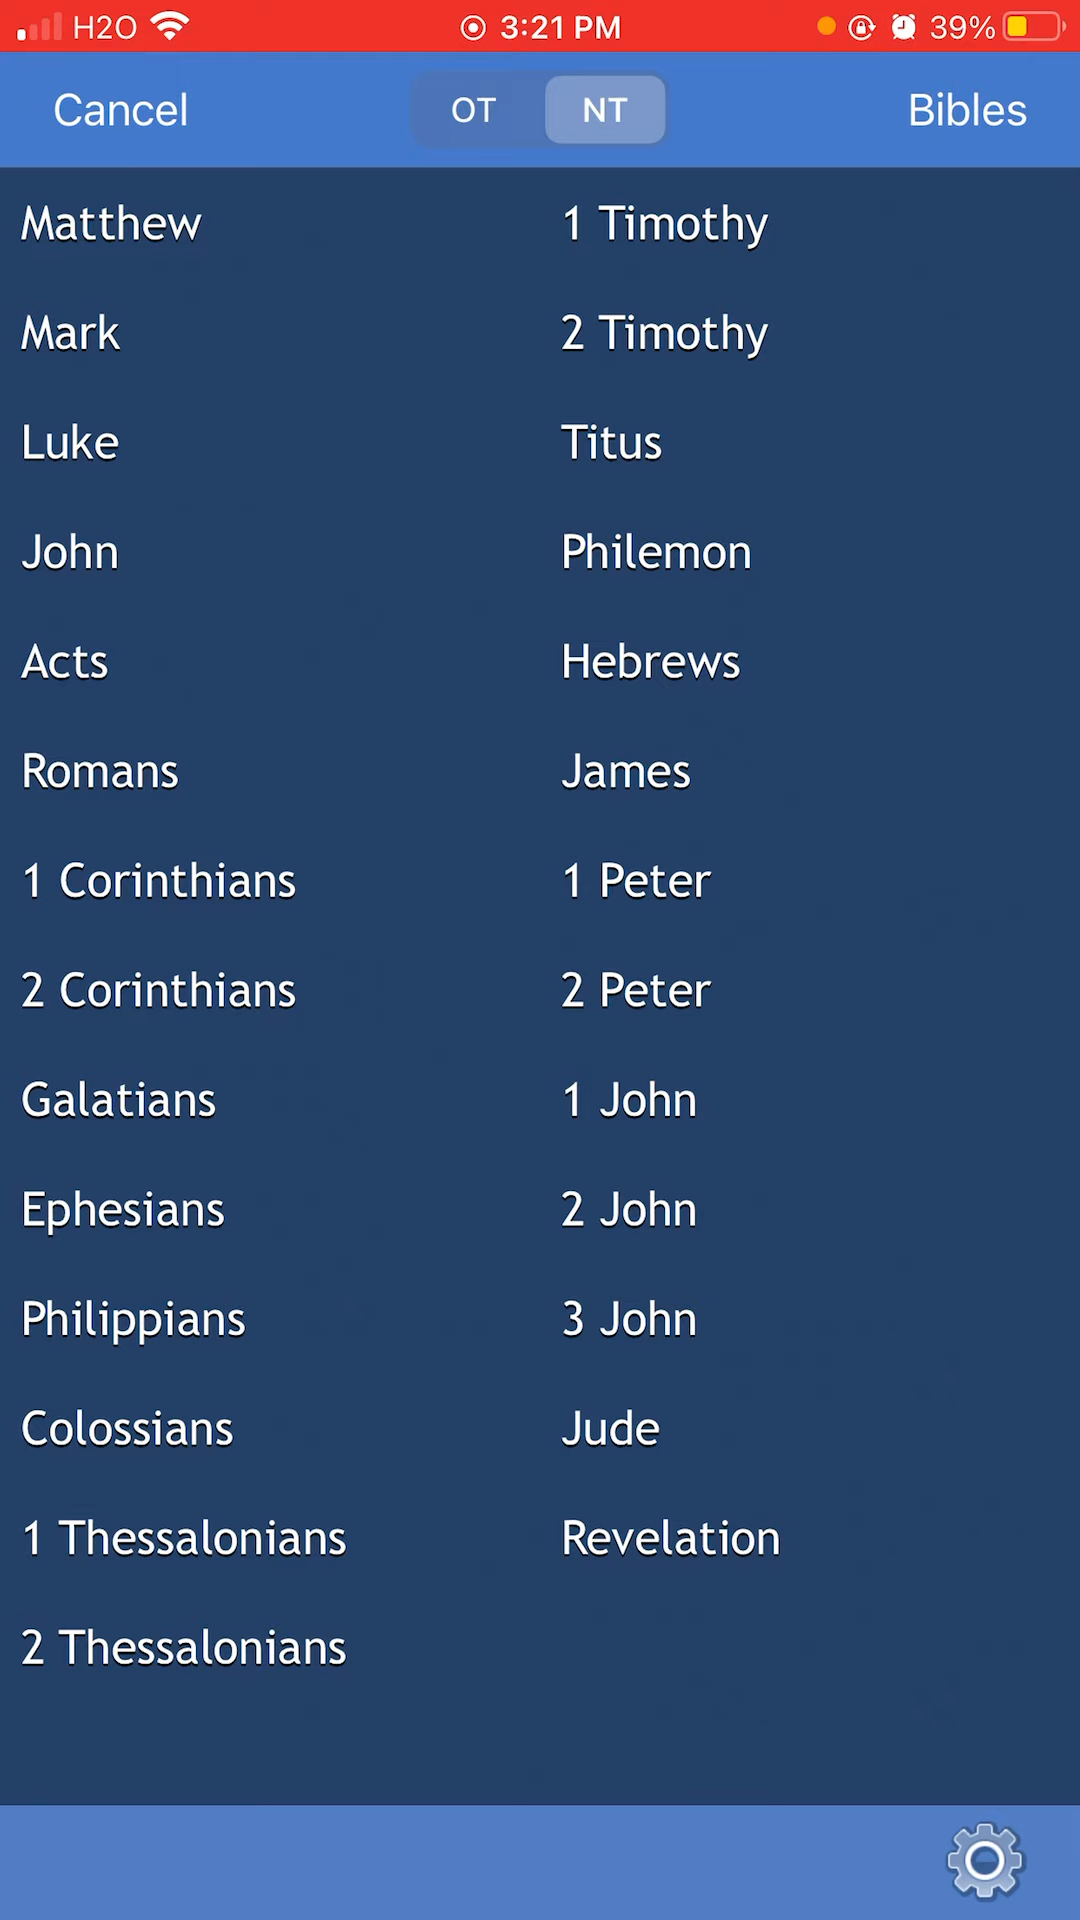 H2O 3:21 PM 39%
Cancel OT NT Bibles
Matthew
Mark
Luke
John
Acts
Romans
1 Corinthians
2 Corinthians
Galatians
Ephesians
Philippians
Colossians
1 Thessalonians
2 Thessalonians
1 Timothy
2 Timothy
Titus
Philemon
Hebrews
James
1 Peter
2 Peter
1 John
2 John
3 John
Jude
Revelation